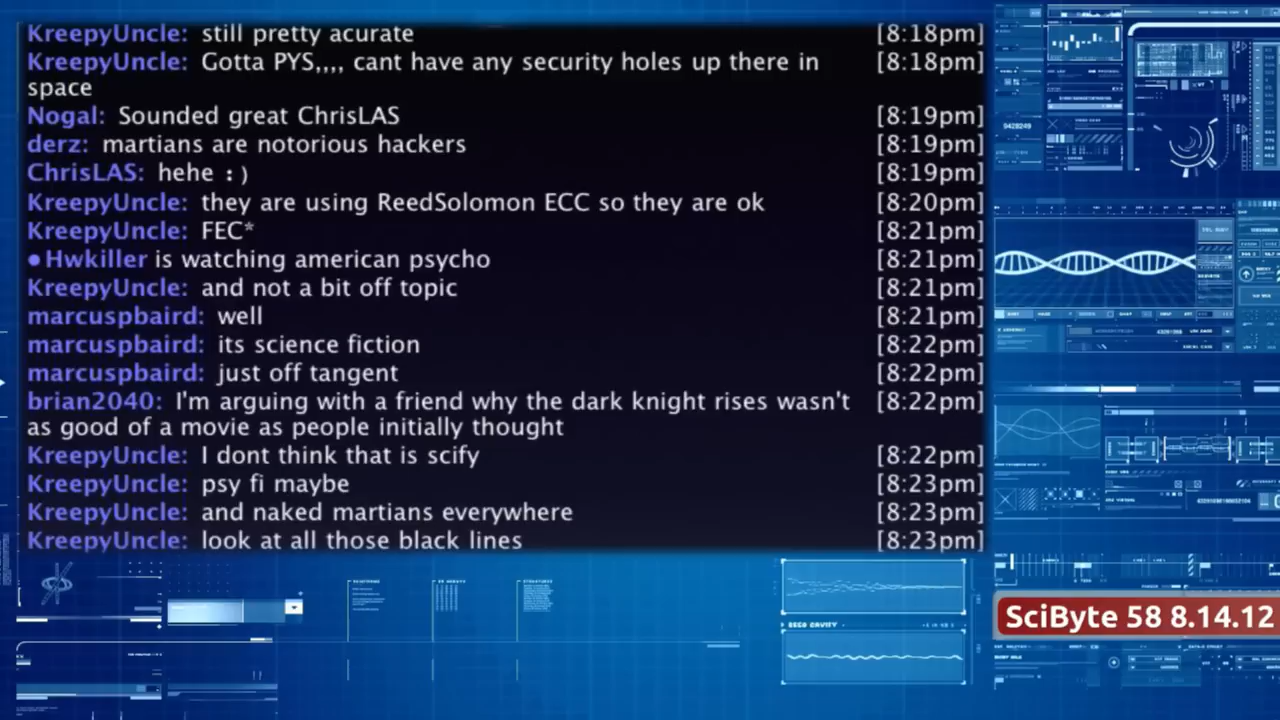 KreepyUncle: still pretty acurate [8:18pm]
KreepyUncle: Gotta PYS,,,, cant have any security holes up there in [8:18pm]
space
Nogal: Sounded great ChrisLAS [8:19pm]
derz: martians are notorious hackers [8:19pm]
ChrisLAS: hehe :) [8:19pm]
KreepyUncle: they are using ReedSolomon ECC so they are ok [8:20pm]
KreepyUncle: FEC* [8:21pm]
•Hwkiller is watching american psycho [8:21pm]
KreepyUncle: and not a bit off topic [8:21pm]
marcuspbaird: well [8:21pm]
marcuspbaird: its science fiction [8:22pm]
marcuspbaird: just off tangent [8:22pm]
brian2040: I'm arguing with a friend why the dark knight rises wasn't [8:22pm]
as good of a movie as people initially thought
KreepyUncle: I dont think that is scify [8:22pm]
KreepyUncle: psy fi maybe [8:23pm]
KreepyUncle: and naked martians everywhere [8:23pm]
KreepyUncle: look at all those black lines [8:23pm]
SciByte 58 8.14.12